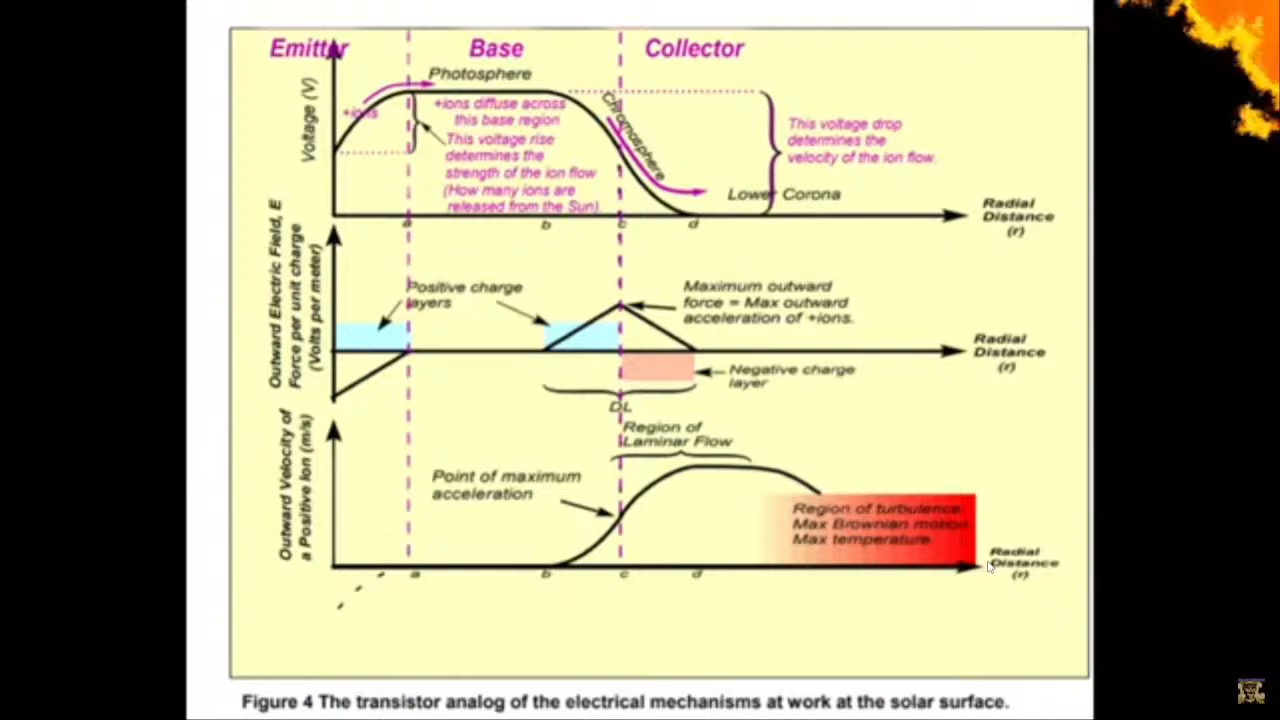 Emitter Base Collector
Photosphere
Voltage (V)
+ions
+ions diffuse across
this base region
This voltage rise
determines the
strength of the ion flow
(How many ions are
released from the Sun)
Chromosphere
This voltage drop
determines the
velocity of the ion flow.
Lower Corona
Radial
Distance
(r)
a b c d
Outward Electric Field, E
Force per unit charge
(Volts per meter)
Positive charge
layers
Maximum outward
force = Max outward
acceleration of +ions.
Radial
Distance
(r)
Negative charge
layer
DL
Outward Velocity of
a Positive Ion (m/s)
Region of
Laminar Flow
Point of maximum
acceleration
Region of turbulence
Max Brownian motion
Max temperature.
Radial
Distance
(r)
a b c d
Figure 4 The transistor analog of the electrical mechanisms at work at the solar surface.